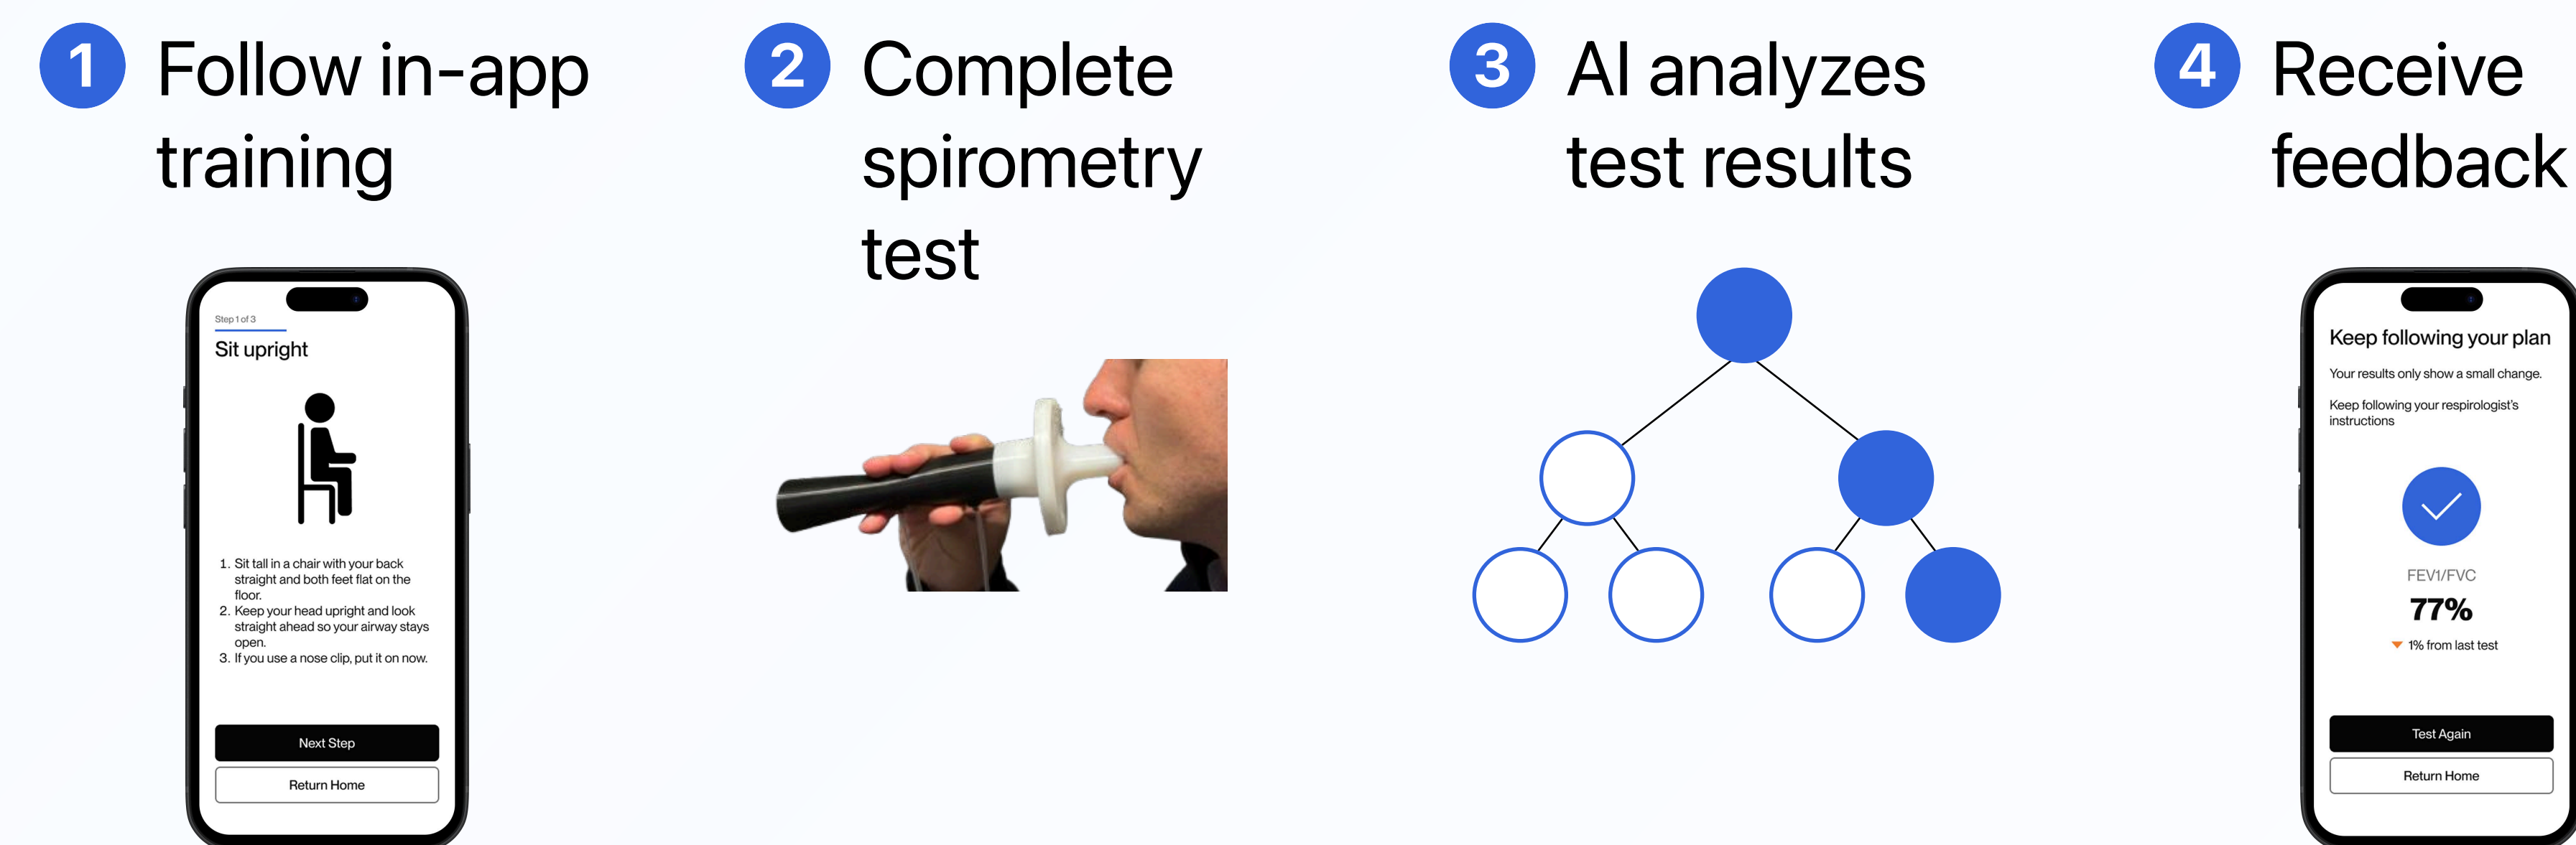 1
Follow in-app
training
Step 1 of 3
Sit upright
1. Sit tall in a chair with your back
straight and both feet flat on the
floor.
2. Keep your head upright and look
straight ahead so your airway stays
open.
3. If you use a nose clip, put it on now.
Next Step
Return Home
2
Complete
spirometry
test
3
AI analyzes
test results
4
Receive
feedback
Keep following your plan
Your results only show a small change.
Keep following your respirologist's
instructions
FEV1/FVC
77%
1% from last test
Test Again
Return Home